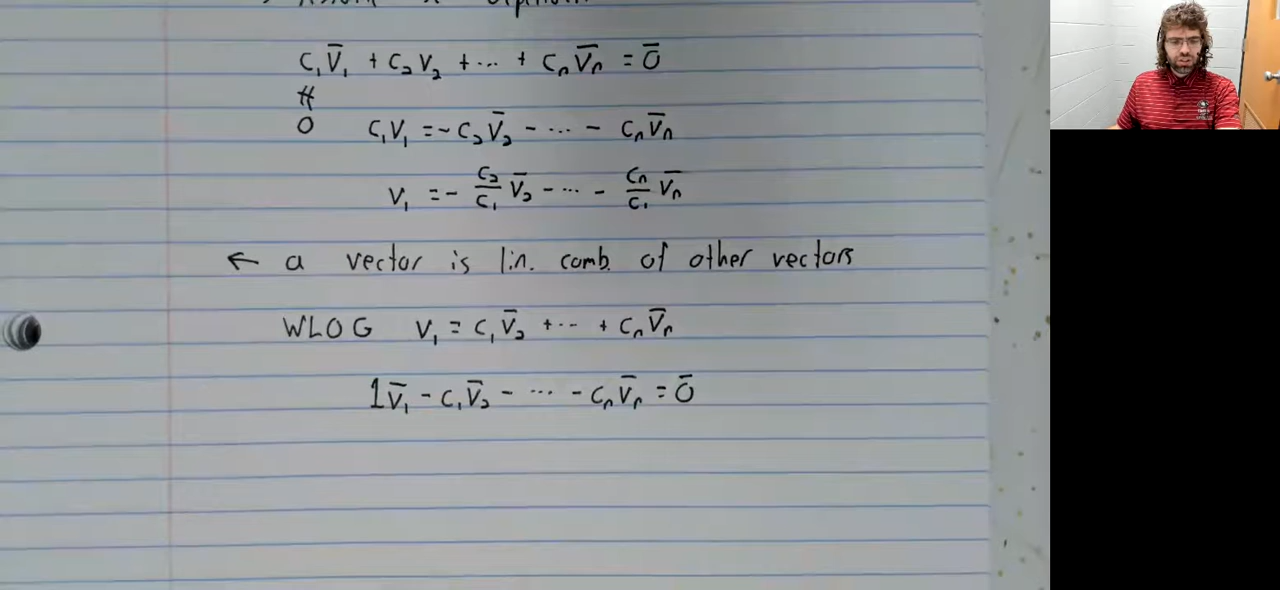 C₁V̄₁ + C₂V₂ + ... + CₙV̄ₙ = 0̄
≠
0 C₁V₁ = - C₂V̄₂ - ... - CₙV̄ₙ
V₁ = - C₂/C₁ V̄₂ - ... - Cₙ/C₁ V̄ₙ
← a vector is lin. comb. of other vectors
WLOG V₁ = C₁V̄₂ + ... + CₙV̄ₙ
1V̄₁ - C₁V̄₂ - ... - CₙV̄ₙ = 0̄